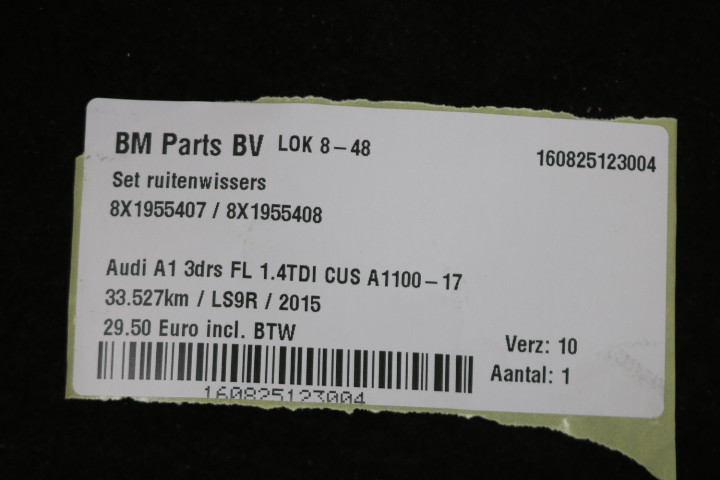 BM Parts BV LOK 8-48 160825123004
Set ruitenwissers
8X1955407 / 8X1955408
Audi A1 3drs FL 1.4TDI CUS A1100-17
33.527km / LS9R / 2015
29.50 Euro incl. BTW
Verz: 10
Aantal: 1
160825123004